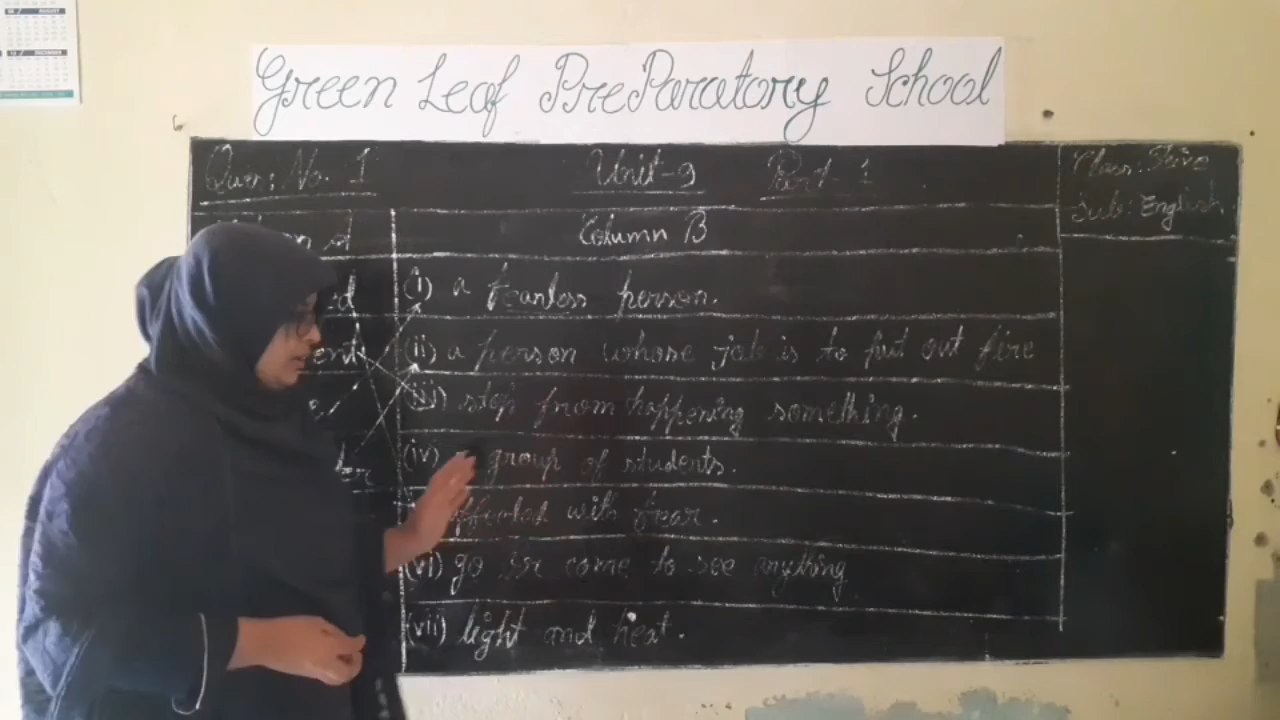 AUGUST
DECEMBER
Green Leaf PreParatory School
Ques: No. 1
Unit-9 Part-1
Class: Five
Sub: English
Column B
(i) a fearless person.
(ii) a person whose job is to put out fire
(iii) stop from happening something.
(iv) a group of students.
with fear.
(vi) go or come to see anything
(vii) light and heat.